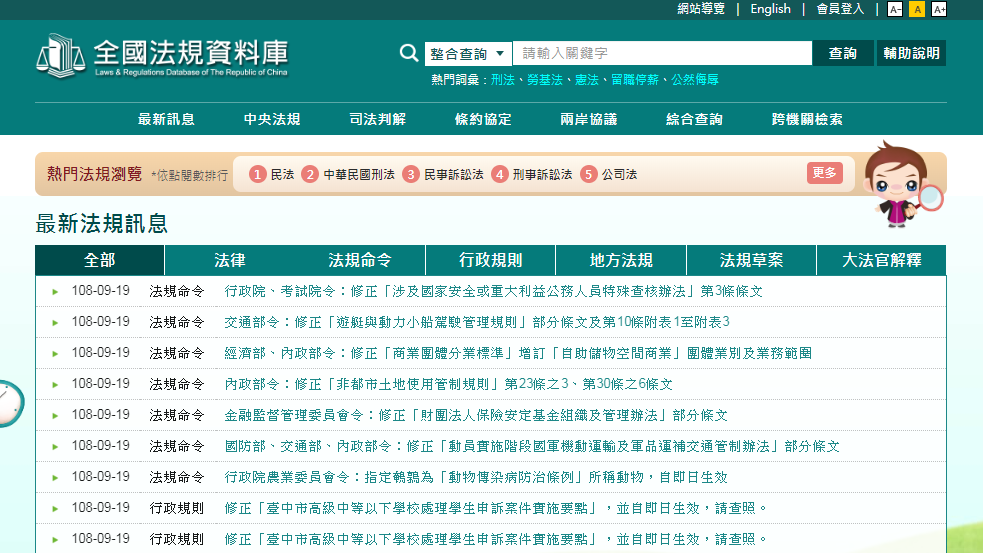 網站導覽 | English | 會員登入 | A- A A+
全國法規資料庫
Laws & Regulations Database of The Republic of China
整合查詢 請輸入關鍵字 查詢 輔助說明
熱門詞彙：刑法、勞基法、憲法、留職停薪、公然侮辱
最新訊息 中央法規 司法判解 條約協定 兩岸協議 綜合查詢 跨機關檢索
熱門法規瀏覽 *依點閱數排行 1 民法 2 中華民國刑法 3 民事訴訟法 4 刑事訴訟法 5 公司法 更多
最新法規訊息
全部 法律 法規命令 行政規則 地方法規 法規草案 大法官解釋
108-09-19 法規命令 行政院、考試院令：修正「涉及國家安全或重大利益公務人員特殊查核辦法」第3條條文
108-09-19 法規命令 交通部令：修正「遊艇與動力小船駕駛管理規則」部分條文及第10條附表1至附表3
108-09-19 法規命令 經濟部、內政部令：修正「商業團體分業標準」增訂「自助儲物空間商業」團體業別及業務範圍
108-09-19 法規命令 內政部令：修正「非都市土地使用管制規則」第23條之3、第30條之6條文
108-09-19 法規命令 金融監督管理委員會令：修正「財團法人保險安定基金組織及管理辦法」部分條文
108-09-19 法規命令 國防部、交通部、內政部令：修正「動員實施階段國軍機動運輸及軍品運補交通管制辦法」部分條文
108-09-19 法規命令 行政院農業委員會令：指定鵪鶉為「動物傳染病防治條例」所稱動物，自即日生效
108-09-19 行政規則 修正「臺中市高級中等以下學校處理學生申訴案件實施要點」，並自即日生效，請查照。
108-09-19 行政規則 修正「臺中市高級中等以下學校處理學生申訴案件實施要點」，並自即日生效，請查照。